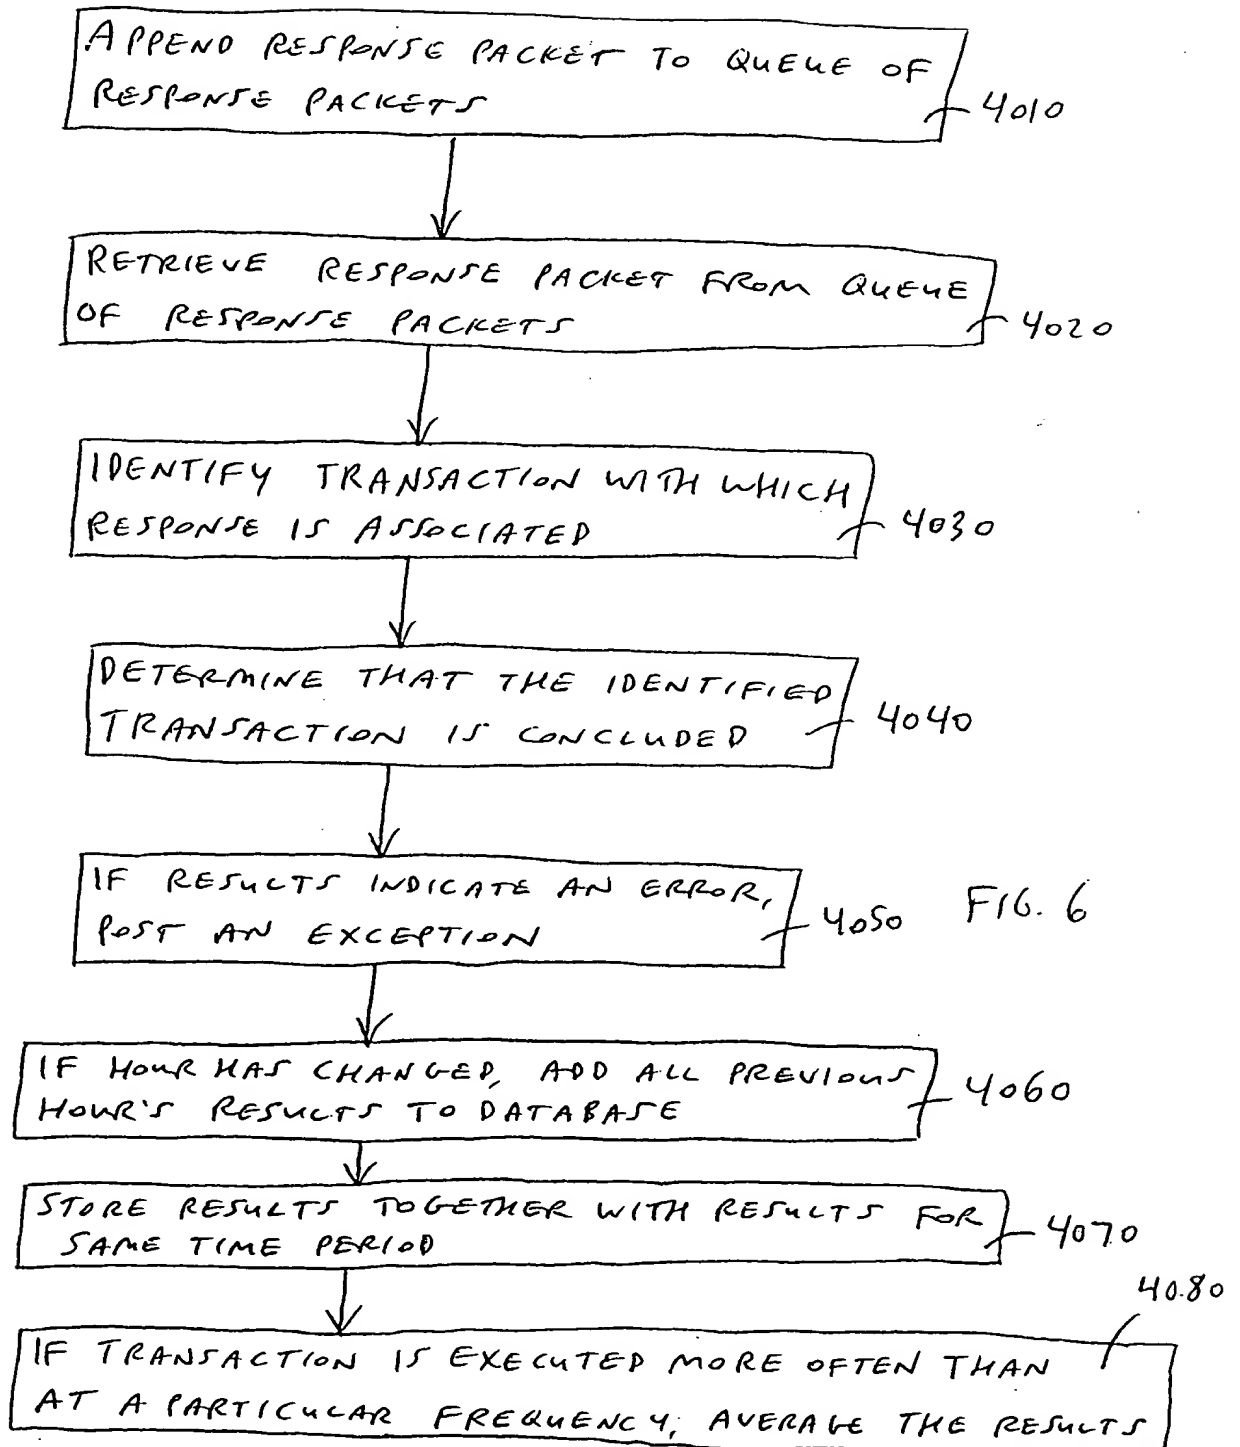 APPEND RESPONSE PACKET TO QUEUE OF
RESPONSE PACKETS
4010
RETRIEVE RESPONSE PACKET FROM QUEUE
OF RESPONSE PACKETS
4020
IDENTIFY TRANSACTION WITH WHICH
RESPONSE IS ASSOCIATED
4030
DETERMINE THAT THE IDENTIFIED
TRANSACTION IS CONCLUDED
4040
IF RESULTS INDICATE AN ERROR,
POST AN EXCEPTION
4050
FIG. 6
IF HOUR HAS CHANGED, ADD ALL PREVIOUS
HOUR'S RESULTS TO DATABASE
4060
STORE RESULTS TOGETHER WITH RESULTS FOR
SAME TIME PERIOD
4070
4080
IF TRANSACTION IS EXECUTED MORE OFTEN THAN
AT A PARTICULAR FREQUENCY, AVERAGE THE RESULTS